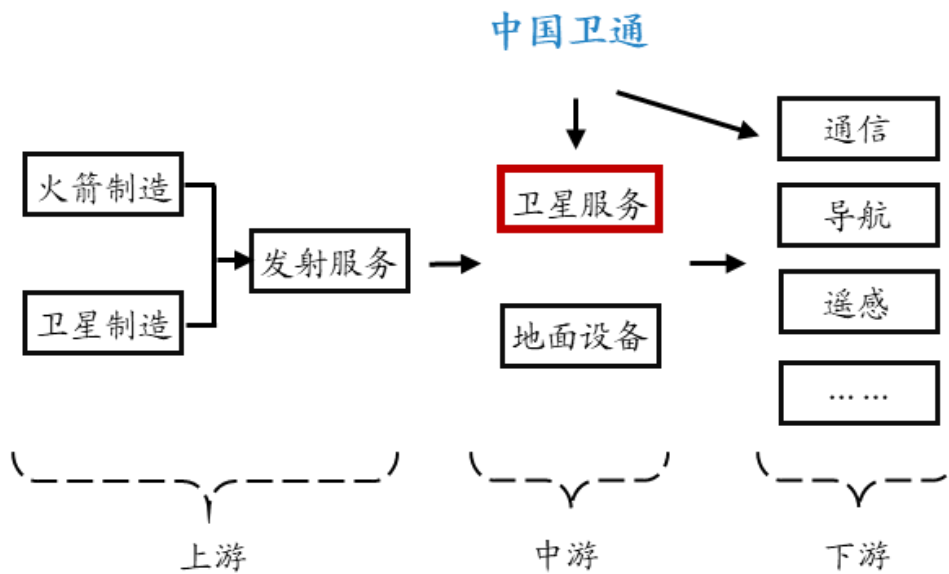 中国卫通
火箭制造
卫星制造
发射服务
卫星服务
地面设备
通信
导航
遥感
……
上游
中游
下游